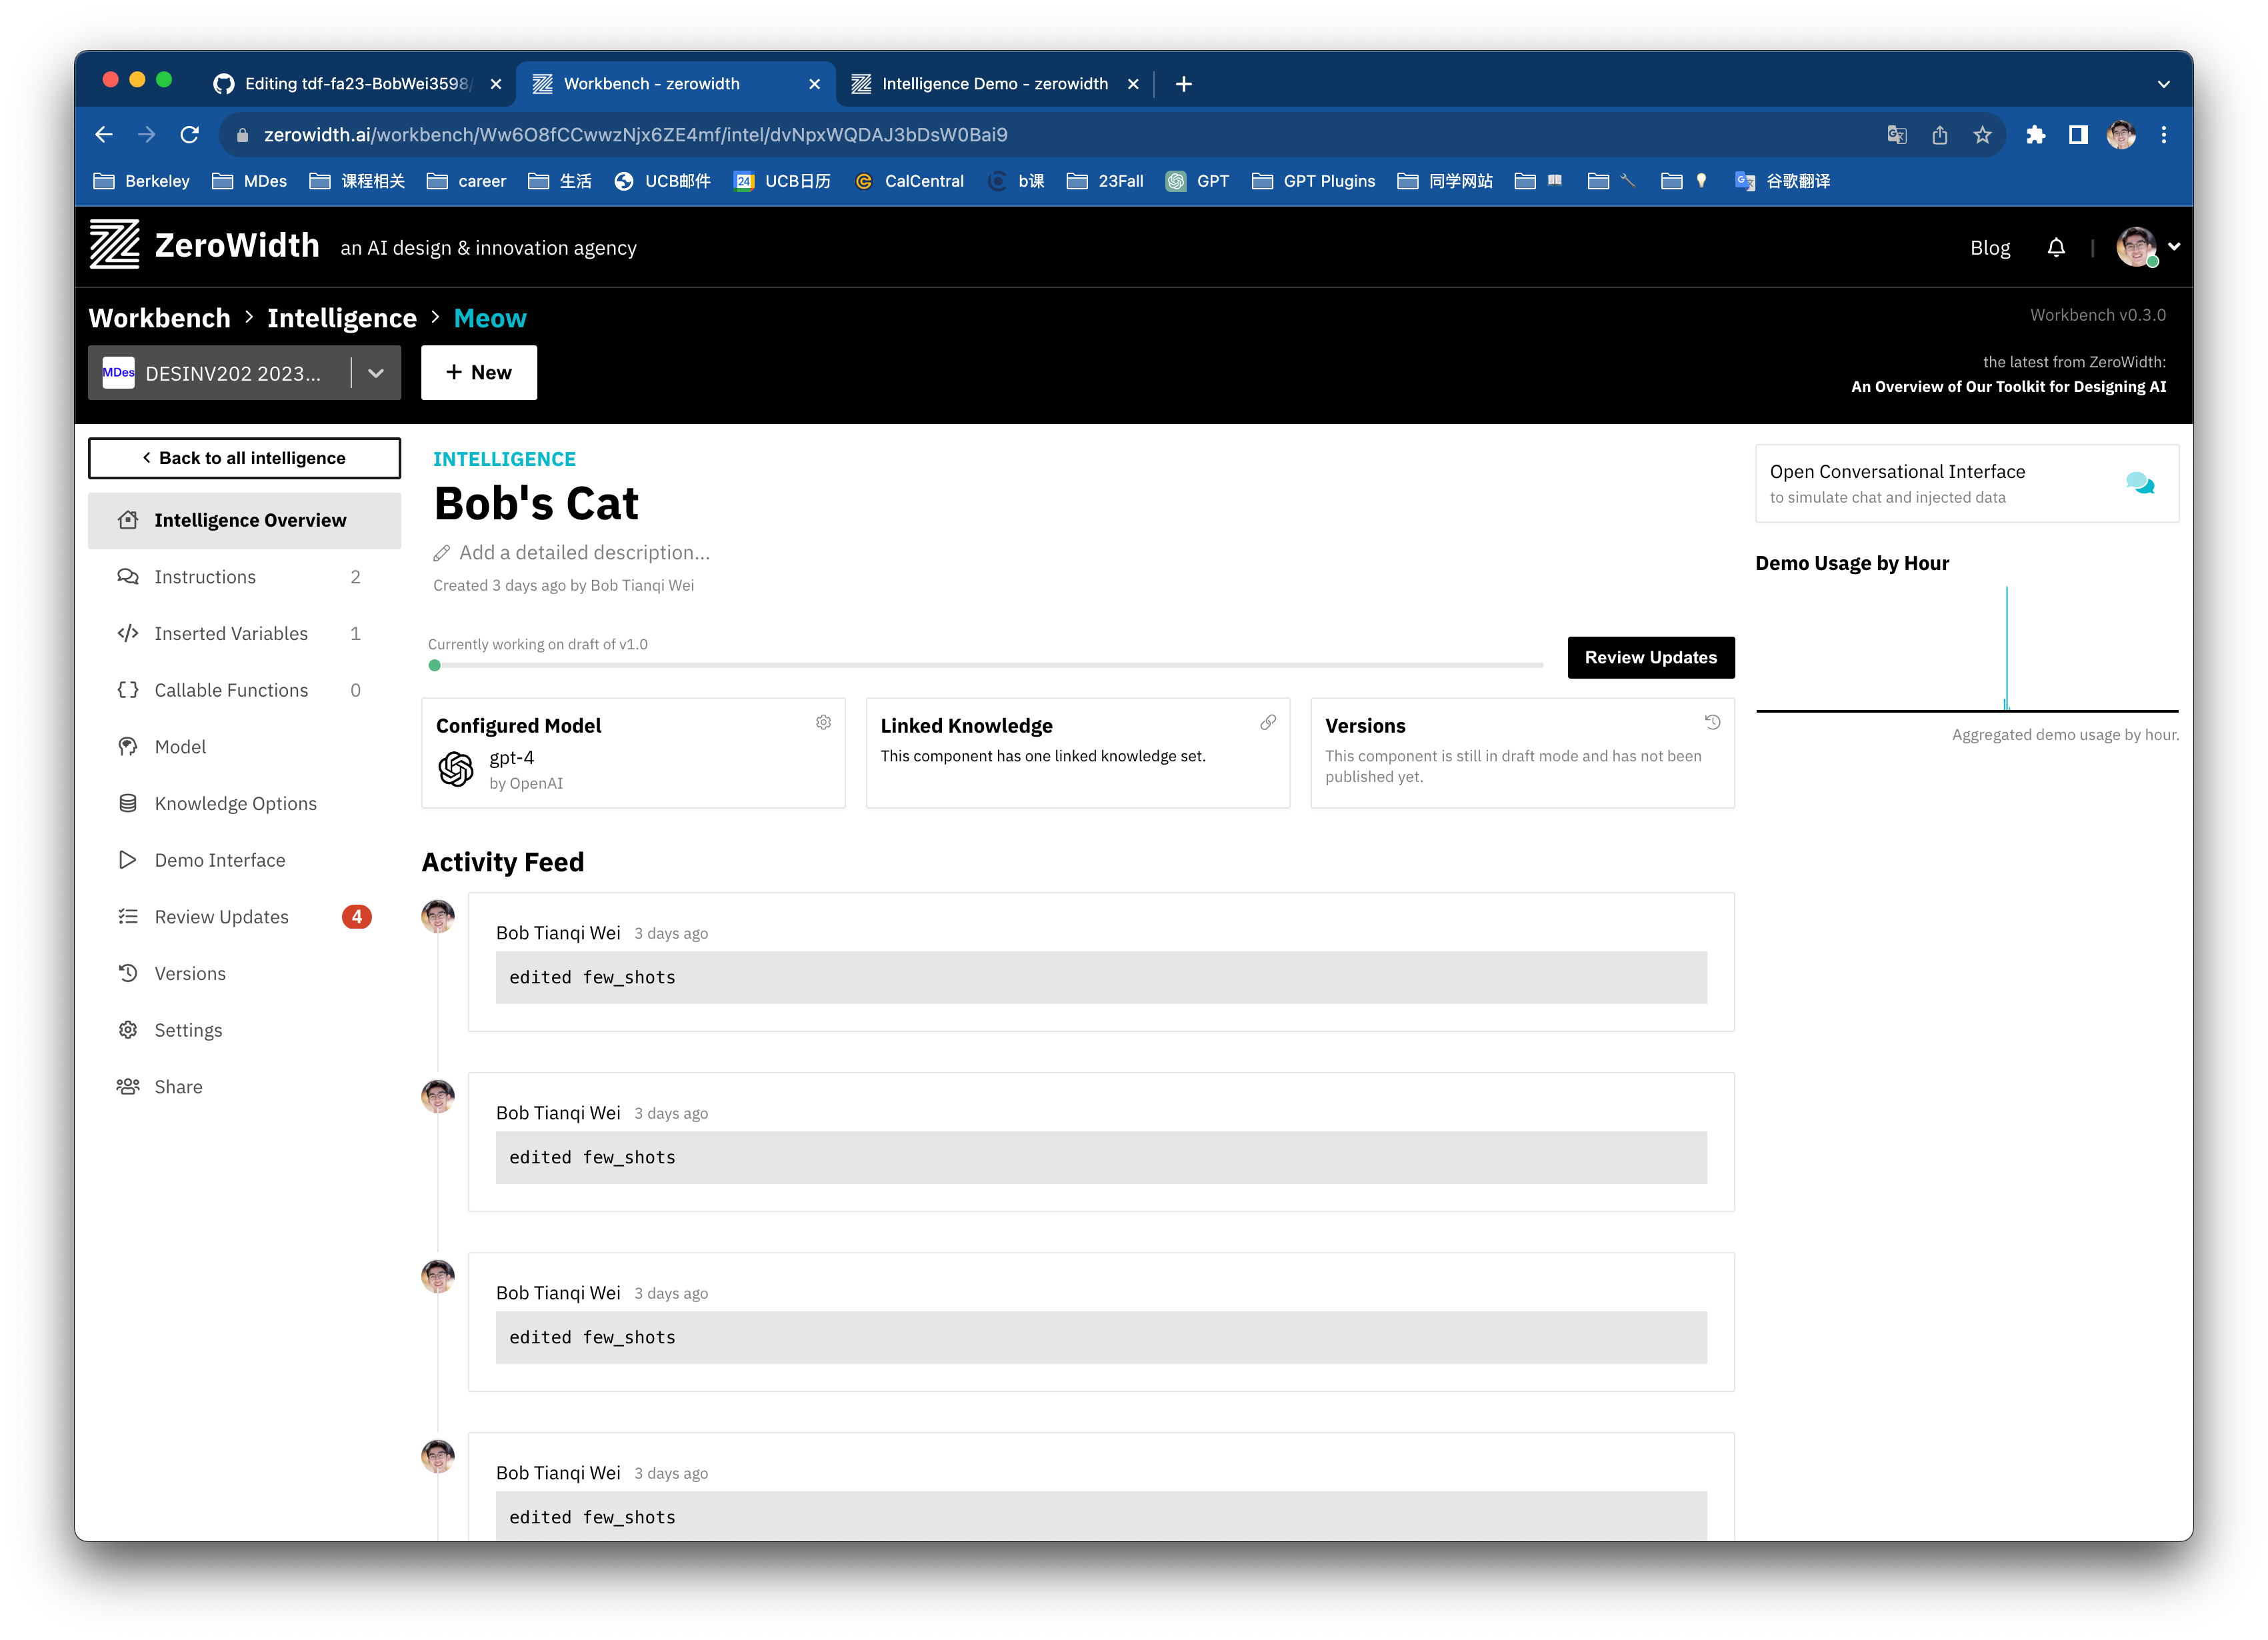 Editing tdf-fa23-BobWei3598/
Workbench - zerowidth
Intelligence Demo - zerowidth
zerowidth.ai/workbench/Ww6O8fCCwwzNjx6ZE4mf/intel/dvNpxWQDAJ3bDsW0Bai9
Berkeley MDes 课程相关 career 生活 UCB邮件 24 UCB日历 CalCentral b课 23Fall GPT GPT Plugins 同学网站 谷歌翻译
ZeroWidth an AI design & innovation agency
Blog
Workbench > Intelligence > Meow
Workbench v0.3.0
MDes DESINV202 2023...
+ New
the latest from ZeroWidth:
An Overview of Our Toolkit for Designing AI
< Back to all intelligence
Intelligence Overview
Instructions 2
Inserted Variables 1
Callable Functions 0
Model
Knowledge Options
Demo Interface
Review Updates 4
Versions
Settings
Share
INTELLIGENCE
Bob's Cat
Add a detailed description...
Created 3 days ago by Bob Tianqi Wei
Currently working on draft of v1.0
Review Updates
Configured Model
gpt-4
by OpenAI
Linked Knowledge
This component has one linked knowledge set.
Versions
This component is still in draft mode and has not been
published yet.
Activity Feed
Bob Tianqi Wei 3 days ago
edited few_shots
Bob Tianqi Wei 3 days ago
edited few_shots
Bob Tianqi Wei 3 days ago
edited few_shots
Bob Tianqi Wei 3 days ago
edited few_shots
Open Conversational Interface
to simulate chat and injected data
Demo Usage by Hour
Aggregated demo usage by hour.